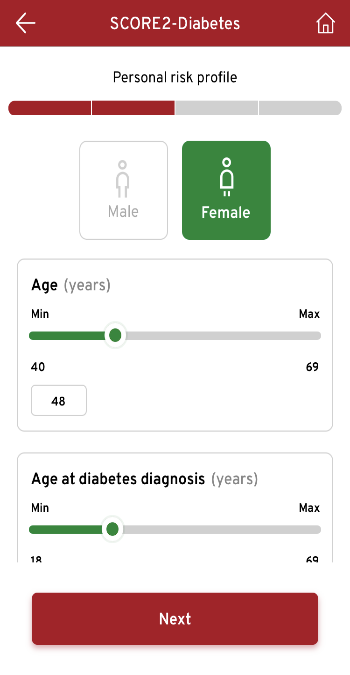 SCORE2-Diabetes
Personal risk profile
Male
Female
Age (years)
Min Max
40 69
48
Age at diabetes diagnosis (years)
Min Max
18 69
Next